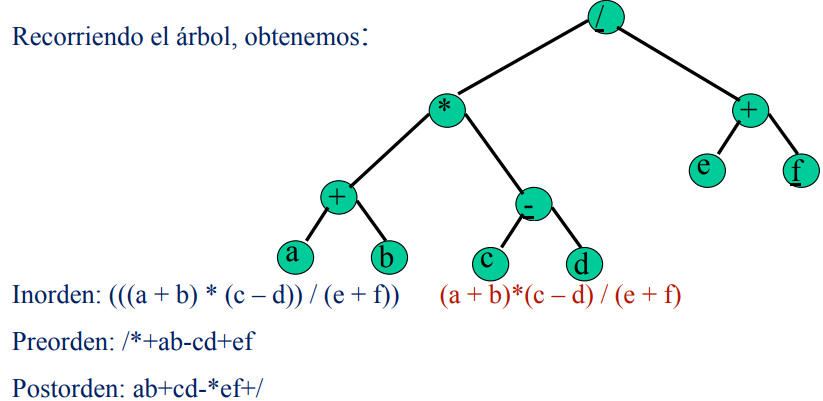 Recorriendo el árbol, obtenemos:
/
* +
e f
+ -
a b c d
Inorden: (((a + b) * (c – d)) / (e + f)) (a + b)*(c – d) / (e + f)
Preorden: /*+ab-cd+ef
Postorden: ab+cd-*ef+/